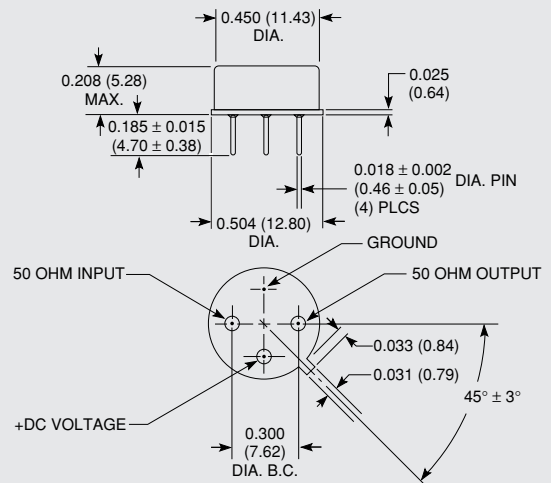 0.450 (11.43)
DIA.
0.208 (5.28)
MAX.
0.025
(0.64)
0.185 ± 0.015
(4.70 ± 0.38)
0.018 ± 0.002
(0.46 ± 0.05)
(4) PLCS
DIA. PIN
0.504 (12.80)
DIA.
GROUND
50 OHM INPUT
50 OHM OUTPUT
0.033 (0.84)
0.031 (0.79)
45° ± 3°
+DC VOLTAGE
0.300
(7.62)
DIA. B.C.